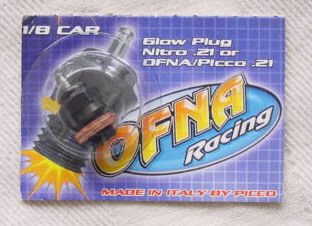 1/8 CAR
Glow Plug
Nitro .21 or
OFNA/Picco .21
OFNA
Racing
MADE IN ITALY BY PICCO